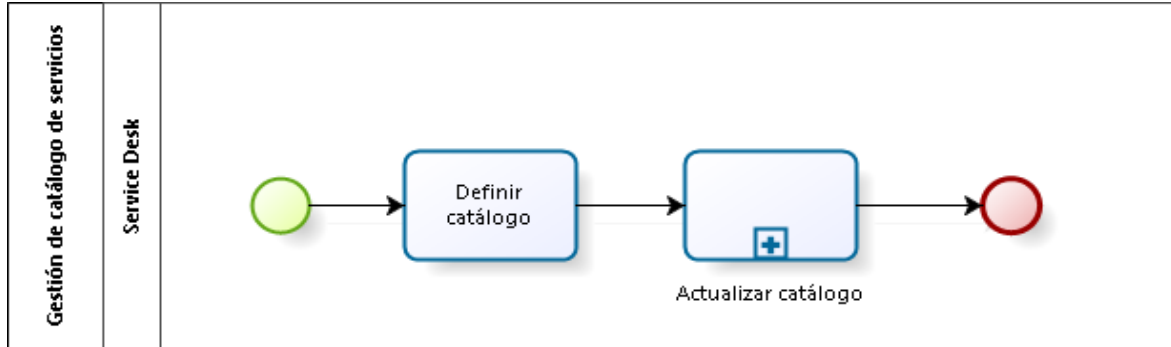 Gestión de catálogo de servicios
Service Desk
Definir
catálogo
Actualizar catálogo